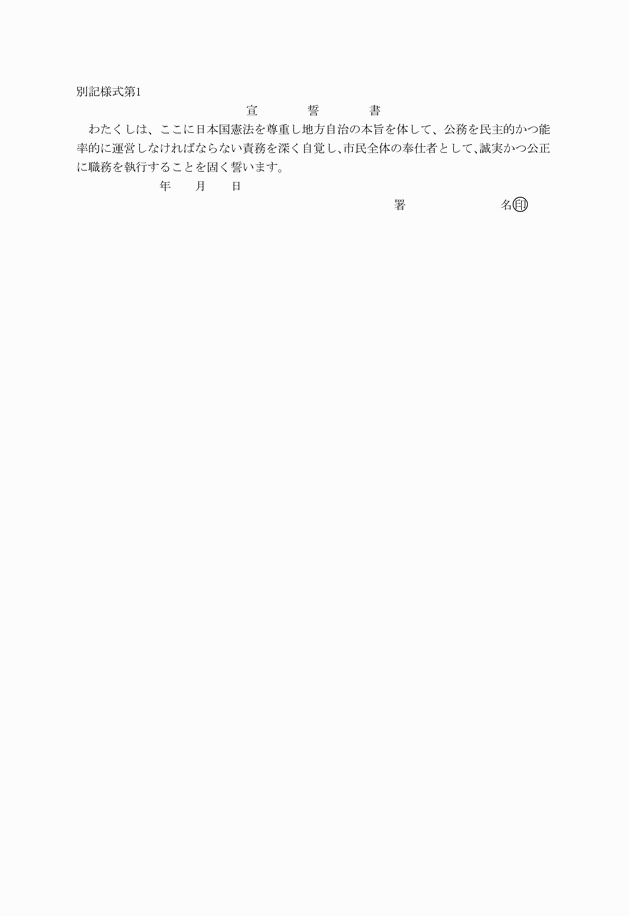 別記様式第1
宣　誓　書
わたくしは、ここに日本国憲法を尊重し地方自治の本旨を体して、公務を民主的かつ能
率的に運営しなければならない責務を深く自覚し、市民全体の奉仕者として、誠実かつ公正
に職務を執行することを固く誓います。
年　月　日
署　名㊞